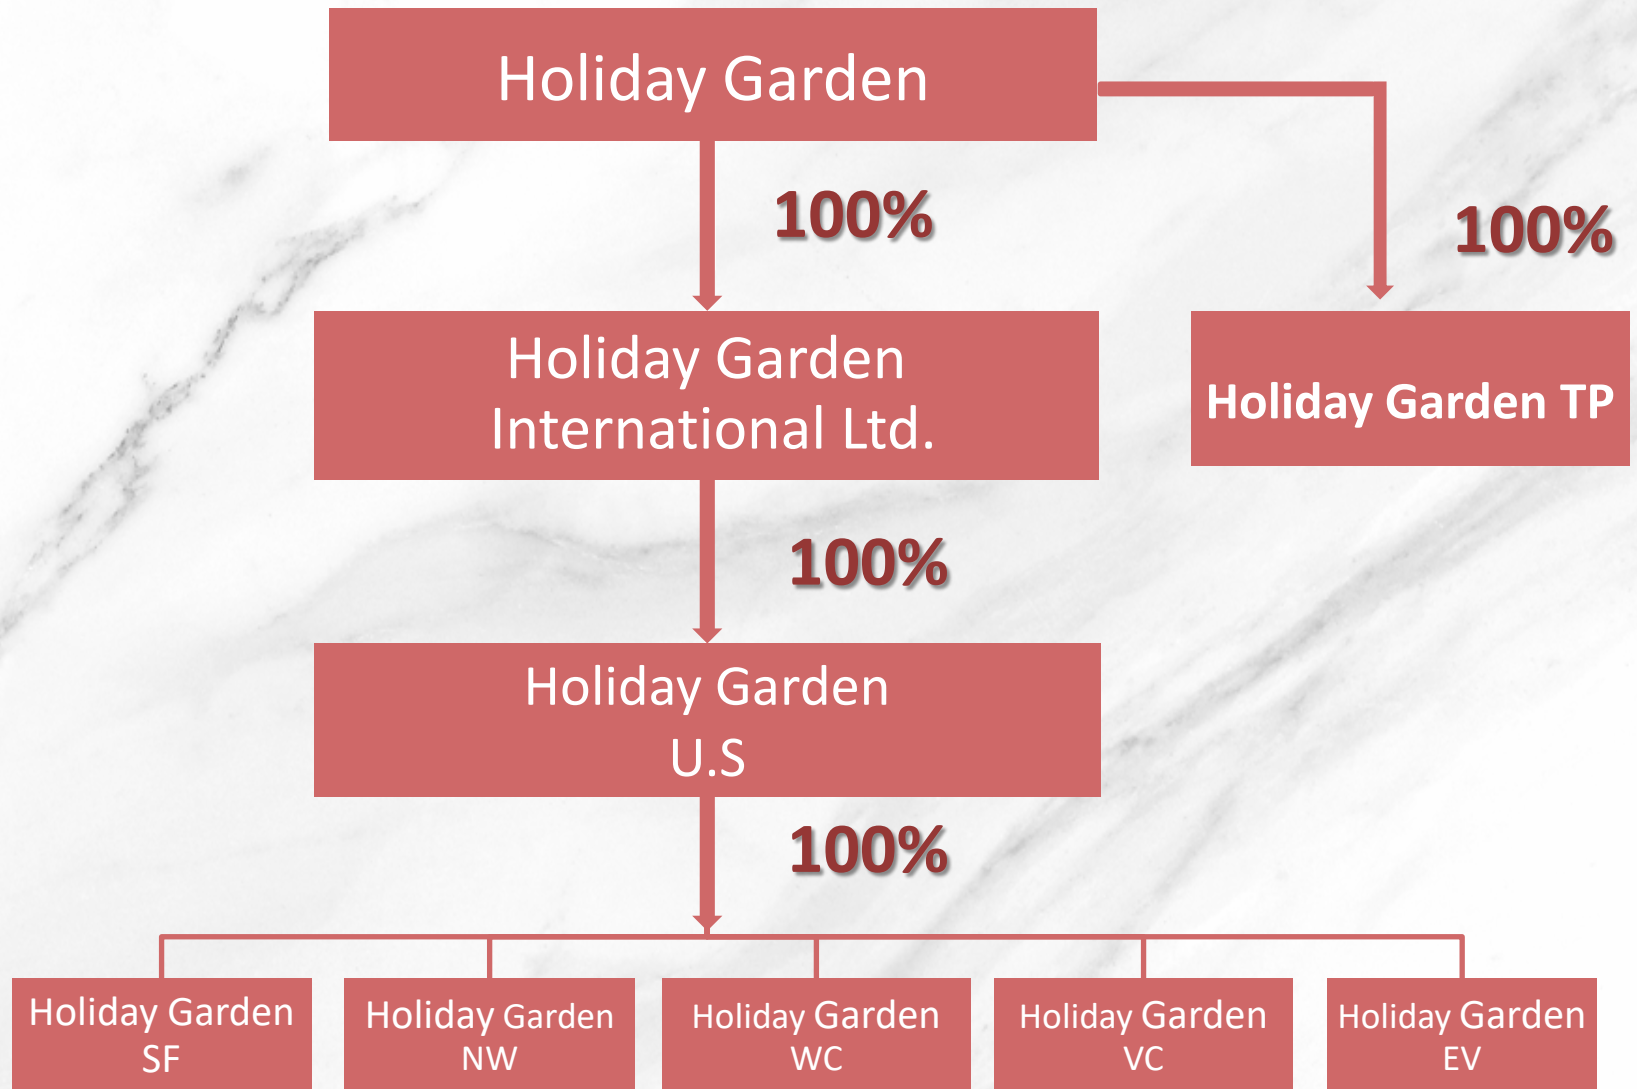 Holiday Garden
100%
100%
Holiday Garden
International Ltd.
Holiday Garden TP
100%
Holiday Garden
U.S
100%
Holiday Garden
SF
Holiday Garden
NW
Holiday Garden
WC
Holiday Garden
VC
Holiday Garden
EV